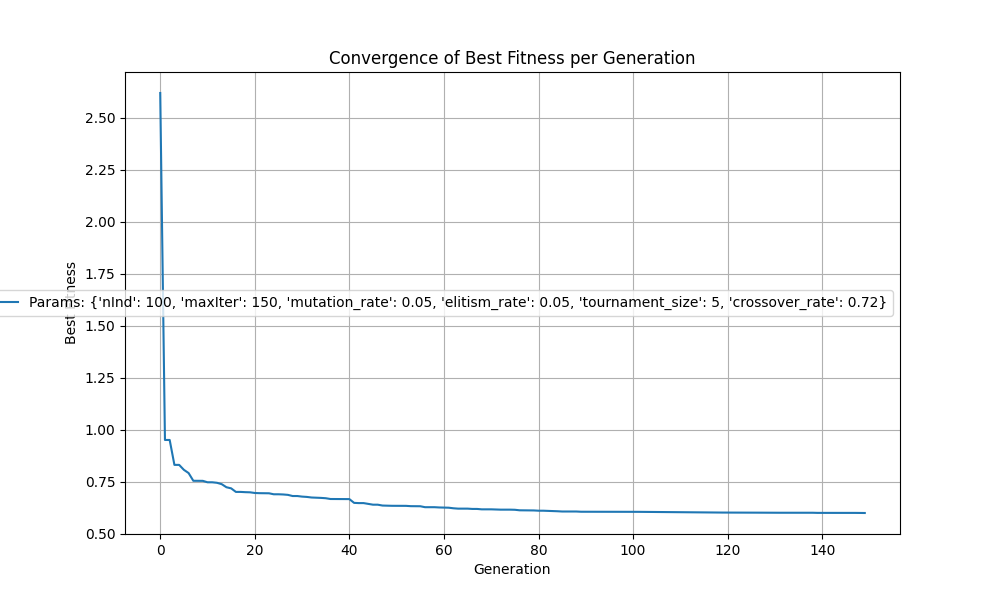 Convergence of Best Fitness per Generation
2.50
2.25
2.00
1.75
1.50
1.25
1.00
0.75
0.50
Best
Params: {'nInd': 100, 'maxIter': 150, 'mutation_rate': 0.05, 'elitism_rate': 0.05, 'tournament_size': 5, 'crossover_rate': 0.72}
0 20 40 60 80 100 120 140
Generation